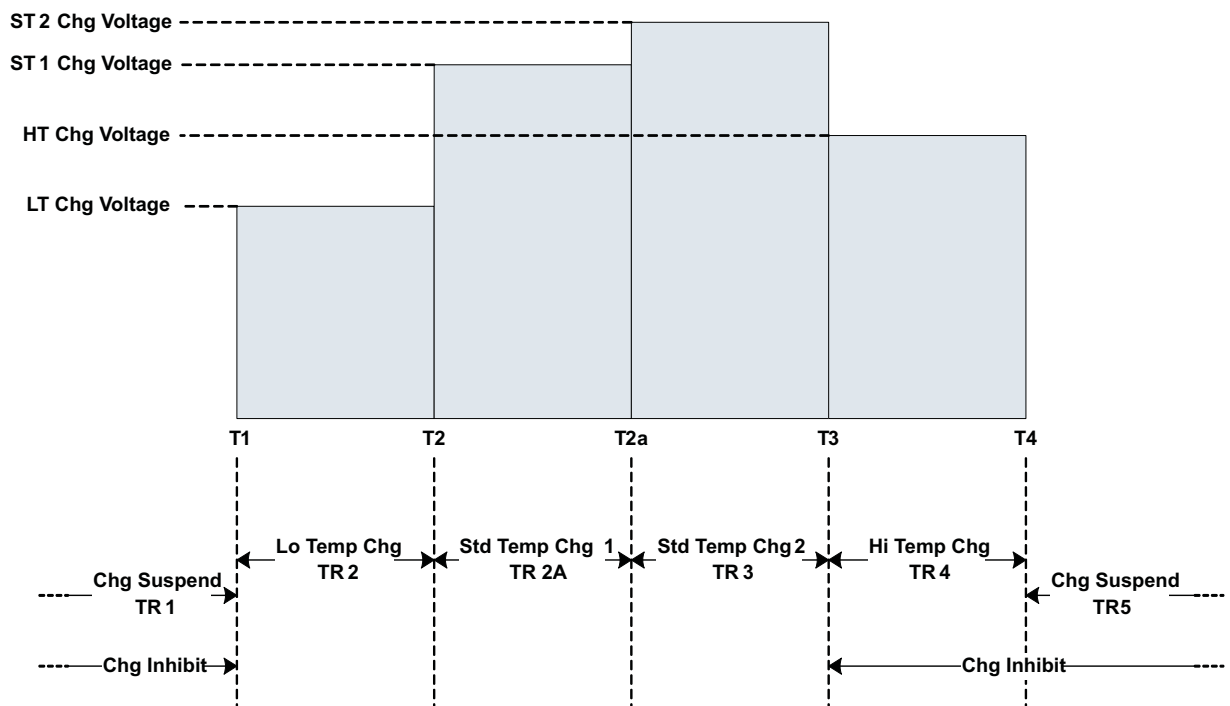 ST 2 Chg Voltage
ST 1 Chg Voltage
HT Chg Voltage
LT Chg Voltage
T1 T2 T2a T3 T4
Lo Temp Chg
TR 2
Std Temp Chg 1
TR 2A
Std Temp Chg 2
TR 3
Hi Temp Chg
TR 4
Chg Suspend
TR 1
Chg Suspend
TR5
Chg Inhibit
Chg Inhibit